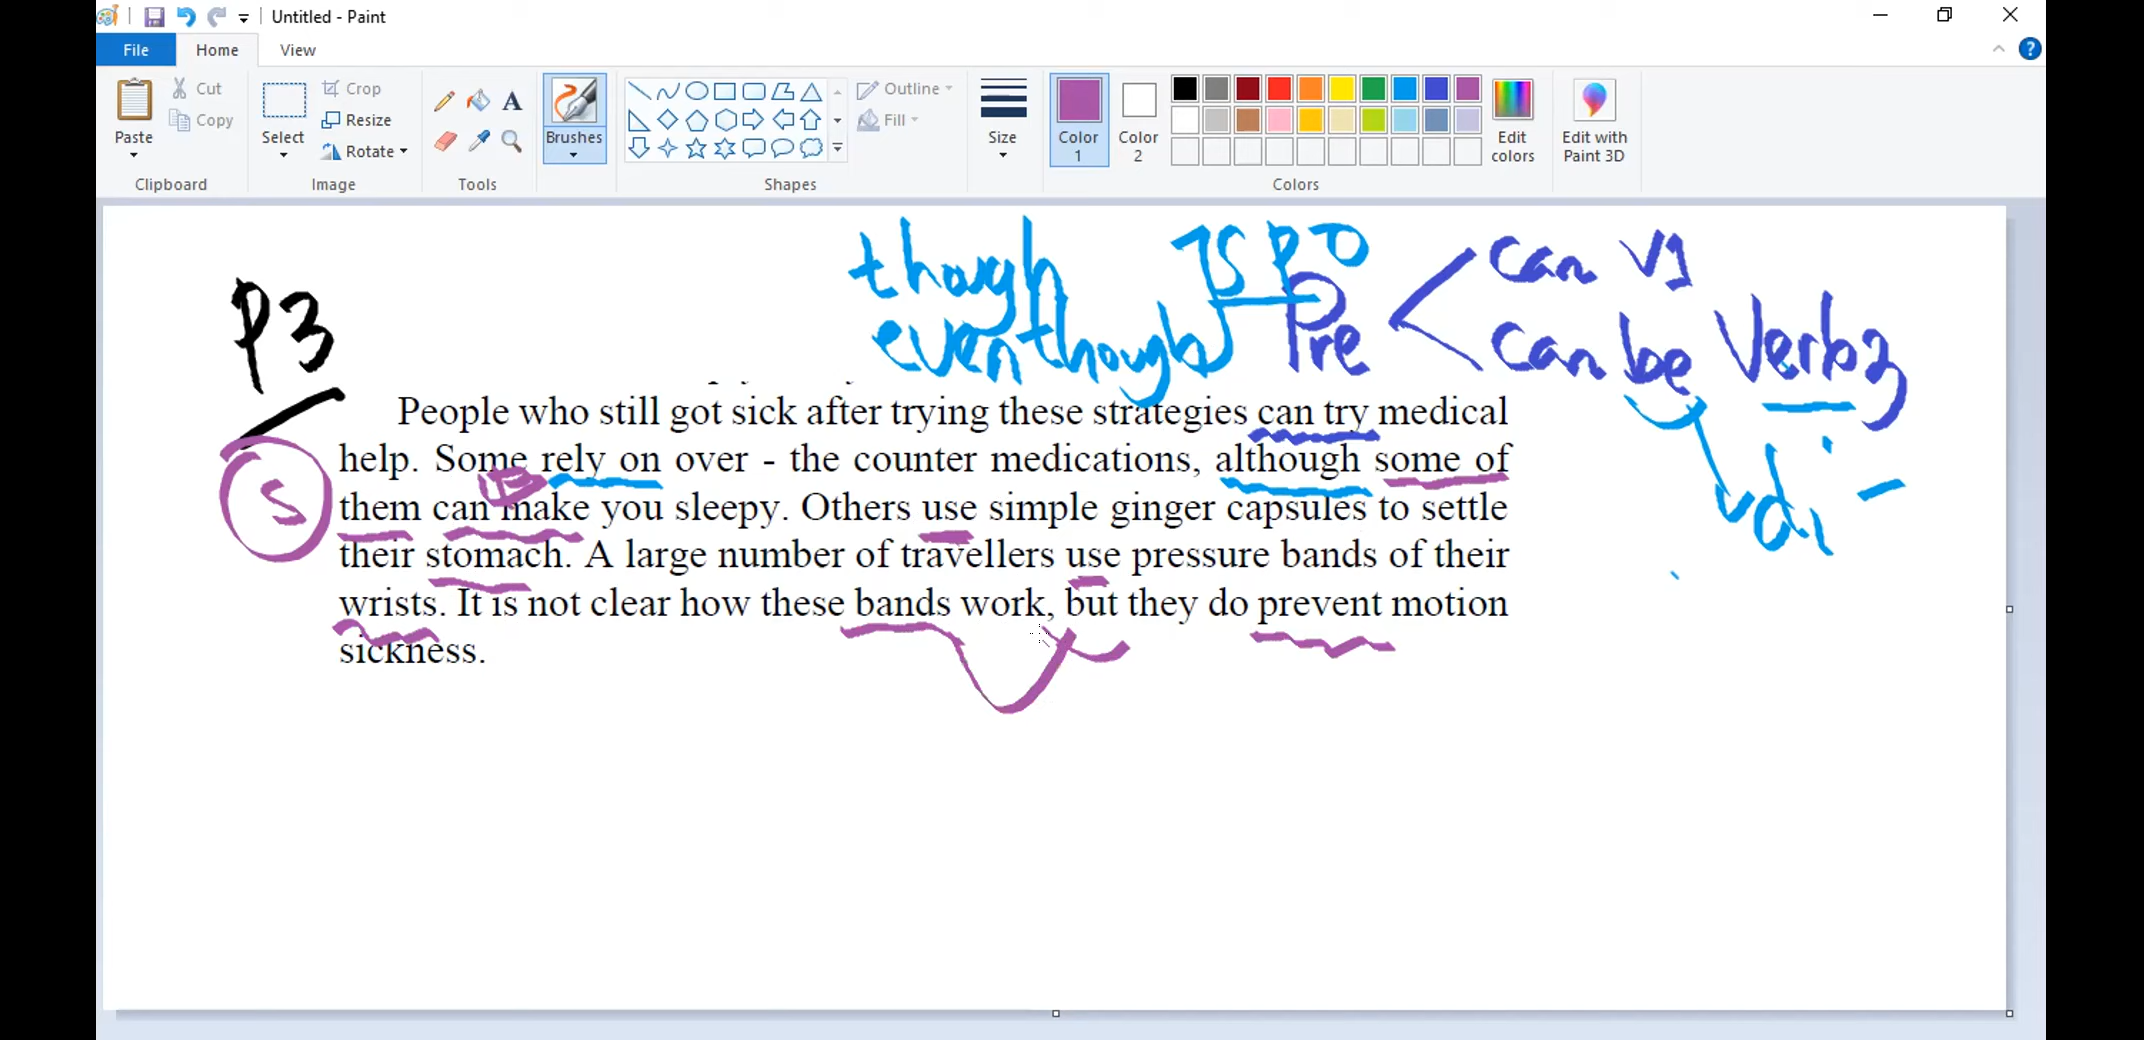 Untitled - Paint
File Home View
Cut
Copy
Paste
Crop
Resize
Rotate
Select
Brushes
Outline
Fill
Size
Color 1
Color 2
Edit colors
Edit with Paint 3D
Clipboard
Image
Tools
Shapes
Colors
though
even though
Pre
can V1
can be Verb3
P3
People who still got sick after trying these strategies can try medical
help. Some rely on over - the counter medications, although some of
them can make you sleepy. Others use simple ginger capsules to settle
their stomach. A large number of travellers use pressure bands of their
wrists. It is not clear how these bands work, but they do prevent motion
sickness.
S